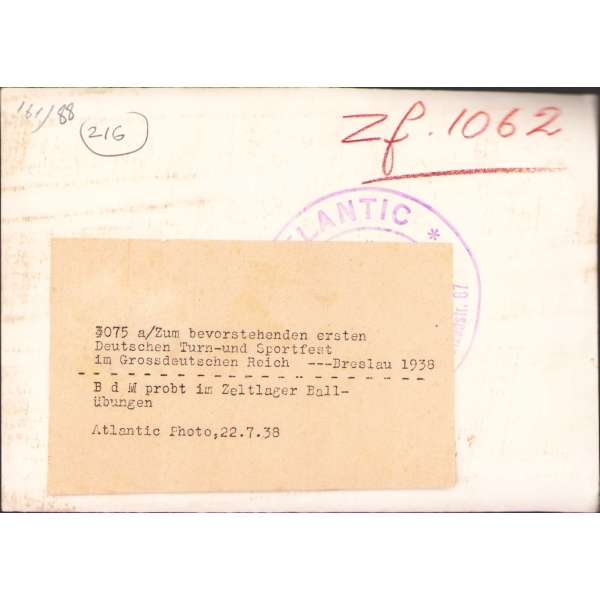 161/88
216
Zf. 1062
ATLANTIC *
67
3075 a/Zum bevorstehenden ersten
Deutschen Turn-und Sportfest
im Grossdeutschen Reich ---Breslau 1938
B d M probt im Zeltlager Ball-
übungen
Atlantic Photo,22.7.38